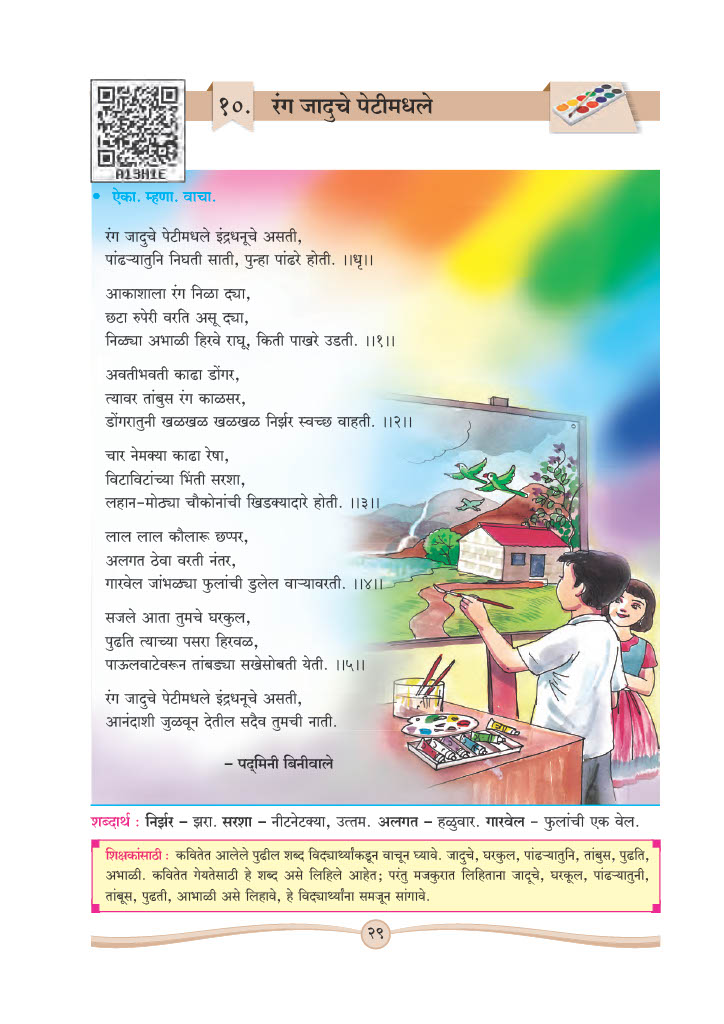 A13H1E
१०. रंग जादुचे पेटीमधले
• ऐका. म्हणा. वाचा.
रंग जादुचे पेटीमधले इंद्रधनूचे असती,
पांढऱ्यातुनि निघती साती, पुन्हा पांढरे होती. ।।धृ।।
आकाशाला रंग निळा द्या,
छटा रुपेरी वरति असू द्या,
निळ्या अभाळी हिरवे राघू, किती पाखरे उडती. ।।१।।
अवतीभवती काढा डोंगर,
त्यावर तांबुस रंग काळसर,
डोंगरातुनी खळखळ खळखळ निर्झर स्वच्छ वाहती. ।।२।।
चार नेमक्या काढा रेषा,
विटाविटांच्या भिंती सरशा,
लहान-मोठ्या चौकोनांची खिडक्यादारे होती. ।।३।।
लाल लाल कौलारू छप्पर,
अलगत ठेवा वरती नंतर,
गारवेल जांभळ्या फुलांची डुलेल वाऱ्यावरती. ।।४।।
सजले आता तुमचे घरकुल,
पुढति त्याच्या पसरा हिरवळ,
पाऊलवाटेवरून तांबड्या सखेसोबती येती. ।।५।।
रंग जादुचे पेटीमधले इंद्रधनूचे असती,
आनंदाशी जुळवून देतील सदैव तुमची नाती.
– पद्‌मिनी बिनीवाले
शब्दार्थ : निर्झर – झरा. सरशा – नीटनेटक्या, उत्तम. अलगत – हळुवार. गारवेल - फुलांची एक वेल.
शिक्षकांसाठी : कवितेत आलेले पुढील शब्द विद्यार्थ्यांकडून वाचून घ्यावे. जादुचे, घरकुल, पांढऱ्यातुनि, तांबुस, पुढति,
अभाळी. कवितेत गेयतेसाठी हे शब्द असे लिहिले आहेत; परंतु मजकुरात लिहिताना जादूचे, घरकूल, पांढऱ्यातुनी,
तांबूस, पुढती, आभाळी असे लिहावे, हे विद्यार्थ्यांना समजून सांगावे.
२९